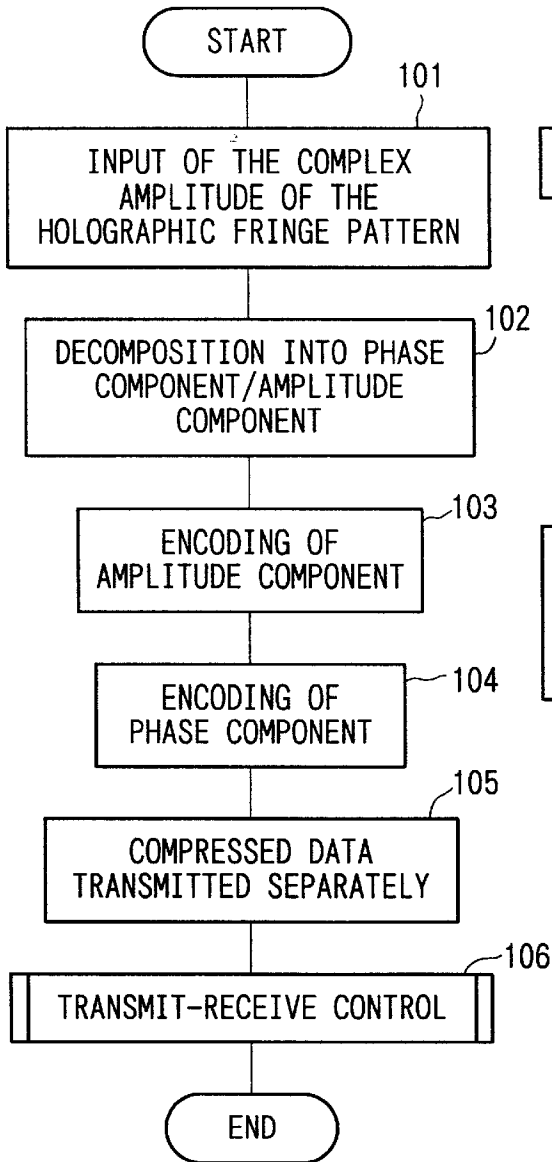 START
101
INPUT OF THE COMPLEX
AMPLITUDE OF THE
HOLOGRAPHIC FRINGE PATTERN
102
DECOMPOSITION INTO PHASE
COMPONENT/AMPLITUDE
COMPONENT
103
ENCODING OF
AMPLITUDE COMPONENT
104
ENCODING OF
PHASE COMPONENT
105
COMPRESSED DATA
TRANSMITTED SEPARATELY
106
TRANSMIT-RECEIVE CONTROL
END